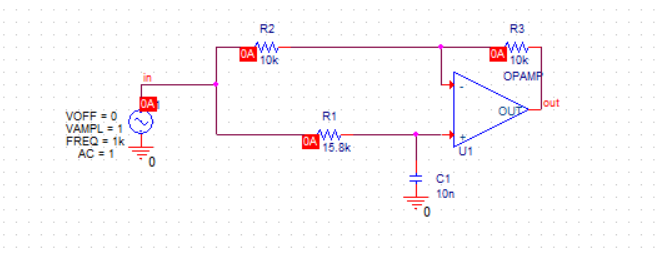 R2
0A
10k
R3
0A
10k
OPAMP
in
0A
VOFF = 0
VAMPL = 1
FREQ = 1k
AC = 1
0
-
OUT
out
R1
0A
15.8k
+
U1
C1
10n
0